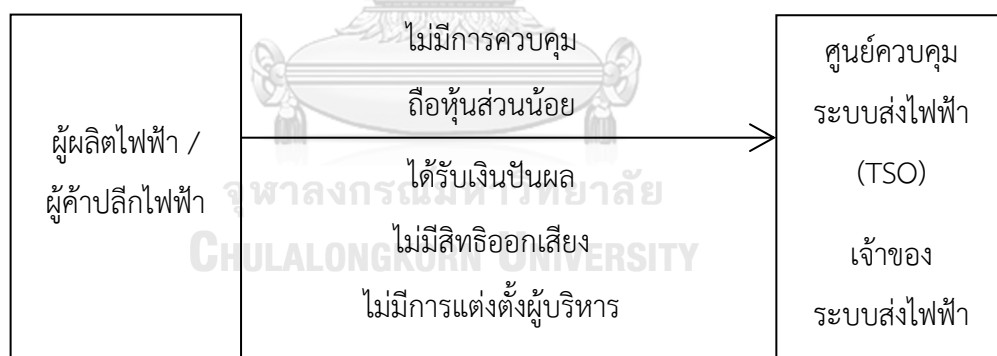 ผู้ผลิตไฟฟ้า /
ผู้ค้าปลีกไฟฟ้า
ไม่มีการควบคุม
ถือหุ้นส่วนน้อย
ได้รับเงินปันผล
ไม่มีสิทธิออกเสียง
ไม่มีการแต่งตั้งผู้บริหาร
ศูนย์ควบคุม
ระบบส่งไฟฟ้า
(TSO)
เจ้าของ
ระบบส่งไฟฟ้า
จุฬาลงกรณ์มหาวิทยาลัย
CHULALONGKORN UNIVERSITY